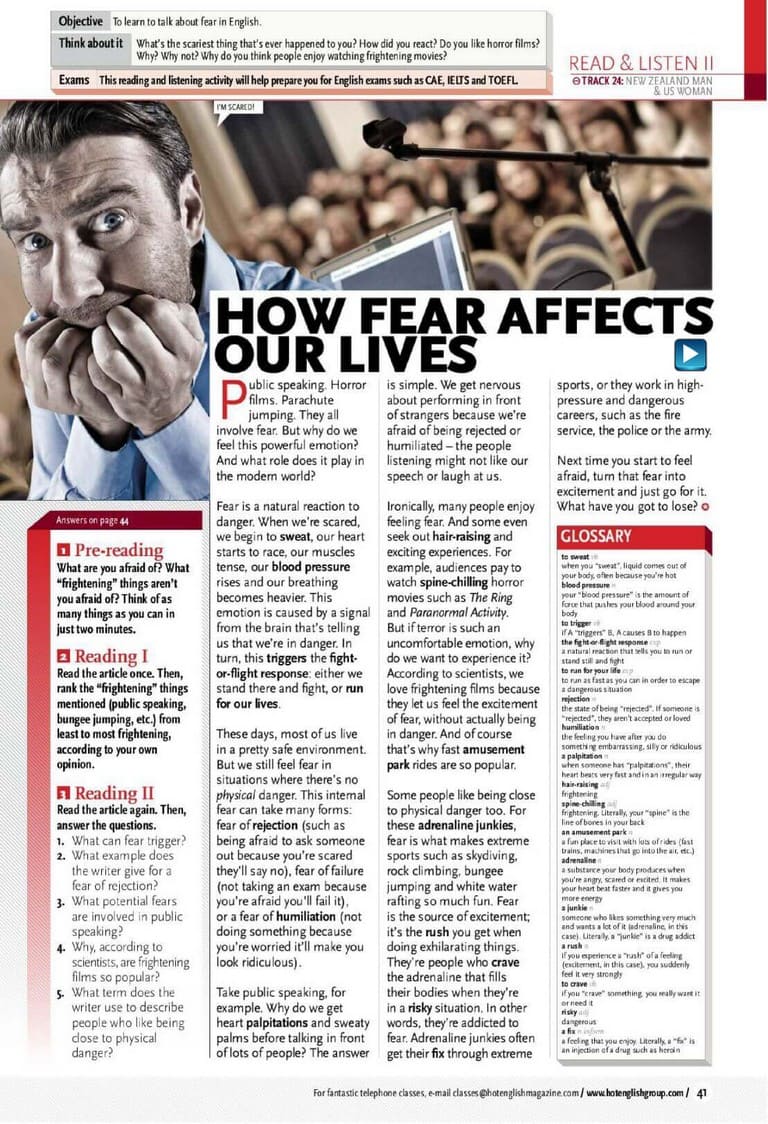 Objective To learn to talk about fear in English.
Think about it What's the scariest thing that's ever happened to you? How did you react? Do you like horror films?
Why? Why not? Why do you think people enjoy watching frightening movies?
Exams This reading and listening activity will help prepare you for English exams such as CAE, IELTS and TOEFL.
READ & LISTEN II
TRACK 24: NEW ZEALAND MAN
& US WOMAN
I'M SCARED!
HOW FEAR AFFECTS
OUR LIVES
Public speaking. Horror
films. Parachute
jumping. They all
involve fear. But why do we
feel this powerful emotion?
And what role does it play in
the modern world?
Fear is a natural reaction to
danger. When we're scared,
we begin to sweat, our heart
starts to race, our muscles
tense, our blood pressure
rises and our breathing
becomes heavier. This
emotion is caused by a signal
from the brain that's telling
us that we're in danger. In
turn, this triggers the fight-
or-flight response: either we
stand there and fight, or run
for our lives.
These days, most of us live
in a pretty safe environment.
But we still feel fear in
situations where there's no
physical danger. This internal
fear can take many forms:
fear of rejection (such as
being afraid to ask someone
out because you're scared
they'll say no), fear of failure
(not taking an exam because
you're afraid you'll fail it),
or a fear of humiliation (not
doing something because
you're worried it'll make you
look ridiculous).
Take public speaking, for
example. Why do we get
heart palpitations and sweaty
palms before talking in front
of lots of people? The answer
is simple. We get nervous
about performing in front
of strangers because we're
afraid of being rejected or
humiliated – the people
listening might not like our
speech or laugh at us.
Ironically, many people enjoy
feeling fear. And some even
seek out hair-raising and
exciting experiences. For
example, audiences pay to
watch spine-chilling horror
movies such as The Ring
and Paranormal Activity.
But if terror is such an
uncomfortable emotion, why
do we want to experience it?
According to scientists, we
love frightening films because
they let us feel the excitement
of fear, without actually being
in danger. And of course
that's why fast amusement
park rides are so popular.
Some people like being close
to physical danger too. For
these adrenaline junkies,
fear is what makes extreme
sports such as skydiving,
rock climbing, bungee
jumping and white water
rafting so much fun. Fear
is the source of excitement;
it's the rush you get when
doing exhilarating things.
They're people who crave
the adrenaline that fills
their bodies when they're
in a risky situation. In other
words, they're addicted to
fear. Adrenaline junkies often
get their fix through extreme
sports, or they work in high-
pressure and dangerous
careers, such as the fire
service, the police or the army.
Next time you start to feel
afraid, turn that fear into
excitement and just go for it.
What have you got to lose?
Answers on page 44
1 Pre-reading
What are you afraid of? What
"frightening" things aren't
you afraid of? Think of as
many things as you can in
just two minutes.
2 Reading I
Read the article once. Then,
rank the "frightening" things
mentioned (public speaking,
bungee jumping, etc.) from
least to most frightening,
according to your own
opinion.
3 Reading II
Read the article again. Then,
answer the questions.
1. What can fear trigger?
2. What example does
the writer give for a
fear of rejection?
3. What potential fears
are involved in public
speaking?
4. Why, according to
scientists, are frightening
films so popular?
5. What term does the
writer use to describe
people who like being
close to physical
danger?
GLOSSARY
to sweat vb
when you "sweat", liquid comes out of
your body, often because you're hot
blood pressure n
your "blood pressure" is the amount of
force that pushes your blood around your
body
to trigger vb
if A "triggers" B, A causes B to happen
the fight-or-flight response exp
a natural reaction that tells you to run or
stand still and fight
to run for your life exp
to run as fast as you can in order to escape
a dangerous situation
rejection n
the state of being "rejected". If someone is
"rejected", they aren't accepted or loved
humiliation n
the feeling you have after you do
something embarrassing, silly or ridiculous
a palpitation n
when someone has "palpitations", their
heart beats very fast and in an irregular way
hair-raising adj
frightening
spine-chilling adj
frightening. Literally, your "spine" is the
line of bones in your back
an amusement park n
a fun place to visit with lots of rides (fast
trains, machines that go into the air, etc.)
adrenaline n
a substance your body produces when
you're angry, scared or excited. It makes
your heart beat faster and it gives you
more energy
a junkie n
someone who likes something very much
and wants a lot of it (adrenaline, in this
case). Literally, a "junkie" is a drug addict
a rush n
if you experience a "rush" of a feeling
(excitement, in this case), you suddenly
feel it very strongly
to crave vb
if you "crave" something, you really want it
or need it
risky adj
dangerous
a fix n inform
a feeling that you enjoy. Literally, a "fix" is
an injection of a drug such as heroin
For fantastic telephone classes, e-mail classes@hotenglishmagazine.com / www.hotenglishgroup.com / 41